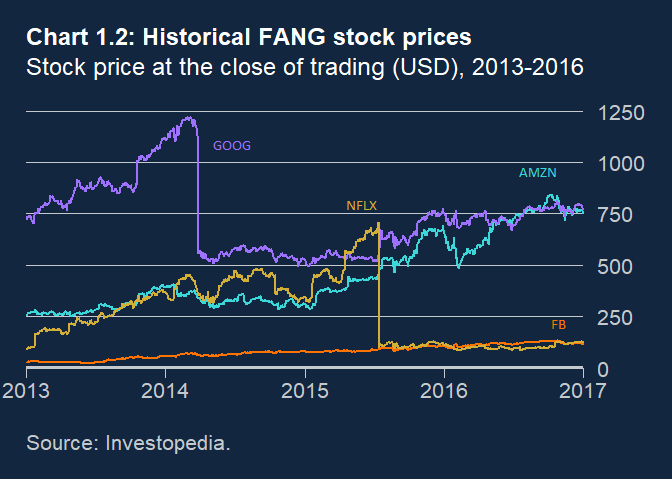 Chart 1.2: Historical FANG stock prices
Stock price at the close of trading (USD), 2013-2016
1250
GOOG
1000
AMZN
NFLX
750
500
250
FB
0
2013 2014 2015 2016 2017
Source: Investopedia.